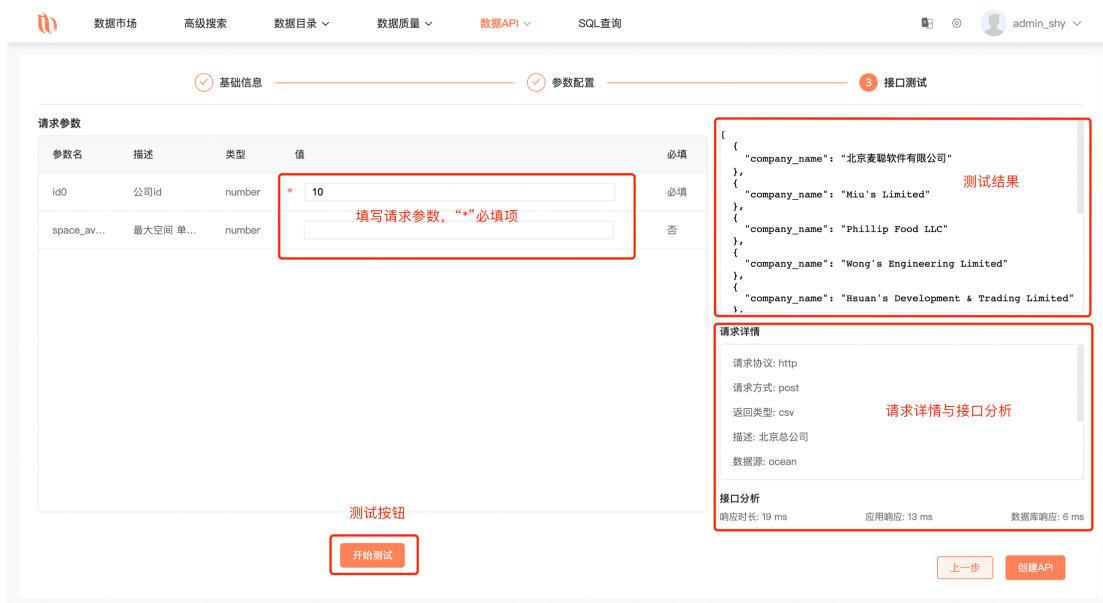 数据市场 高级搜索 数据目录 数据质量 数据API SQL查询 admin_shy
基础信息 参数配置 3 接口测试
请求参数
参数名 描述 类型 值 必填
id0 公司id number * 10 必填
填写请求参数，“*”必填项
space_av... 最大空间 单... number 否
[
{
"company_name": "北京麦聪软件有限公司"
},
测试结果
{
"company_name": "Miu's Limited"
},
{
"company_name": "Phillip Food LLC"
},
{
"company_name": "Wong's Engineering Limited"
},
{
"company_name": "Hsuan's Development & Trading Limited"
},
请求详情
请求协议: http
请求方式: post
返回类型: csv
请求详情与接口分析
描述: 北京总公司
数据源: ocean
接口分析
响应时长: 19 ms 应用响应: 13 ms 数据库响应: 6 ms
测试按钮
开始测试
上一步 创建API